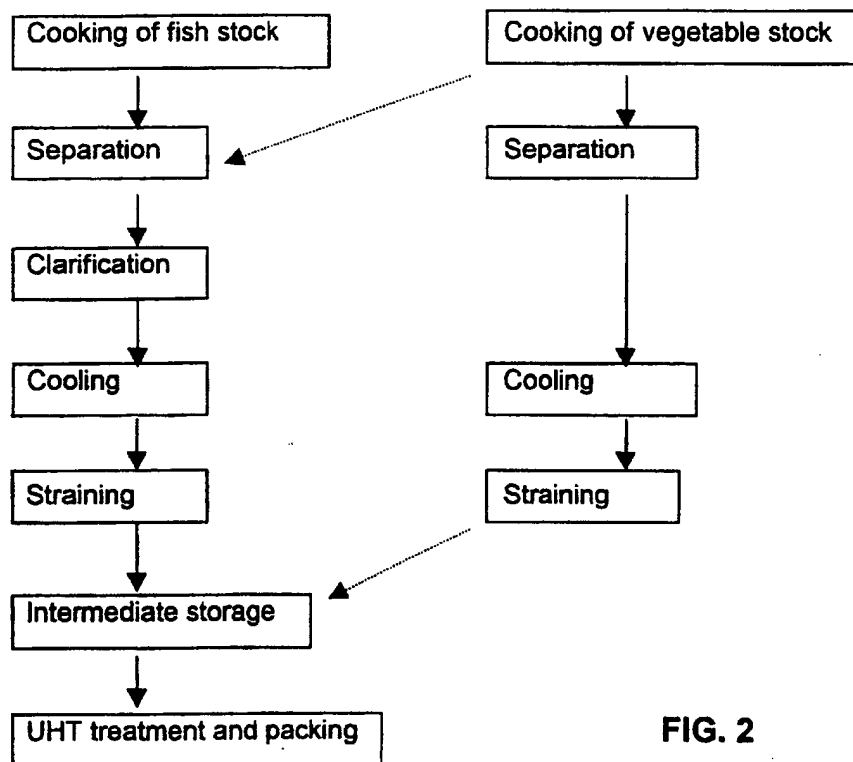 Cooking of fish stock
Cooking of vegetable stock
Separation
Separation
Clarification
Cooling
Cooling
Straining
Straining
Intermediate storage
UHT treatment and packing
FIG. 2